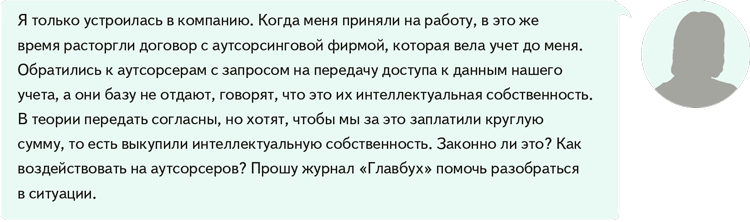 Я только устроилась в компанию. Когда меня приняли на работу, в это же
время расторгли договор с аутсорсинговой фирмой, которая вела учет до меня.
Обратились к аутсорсерам с запросом на передачу доступа к данным нашего
учета, а они базу не отдают, говорят, что это их интеллектуальная собственность.
В теории передать согласны, но хотят, чтобы мы за это заплатили круглую
сумму, то есть выкупили интеллектуальную собственность. Законно ли это? Как
воздействовать на аутсорсеров? Прошу журнал «Главбух» помочь разобраться
в ситуации.